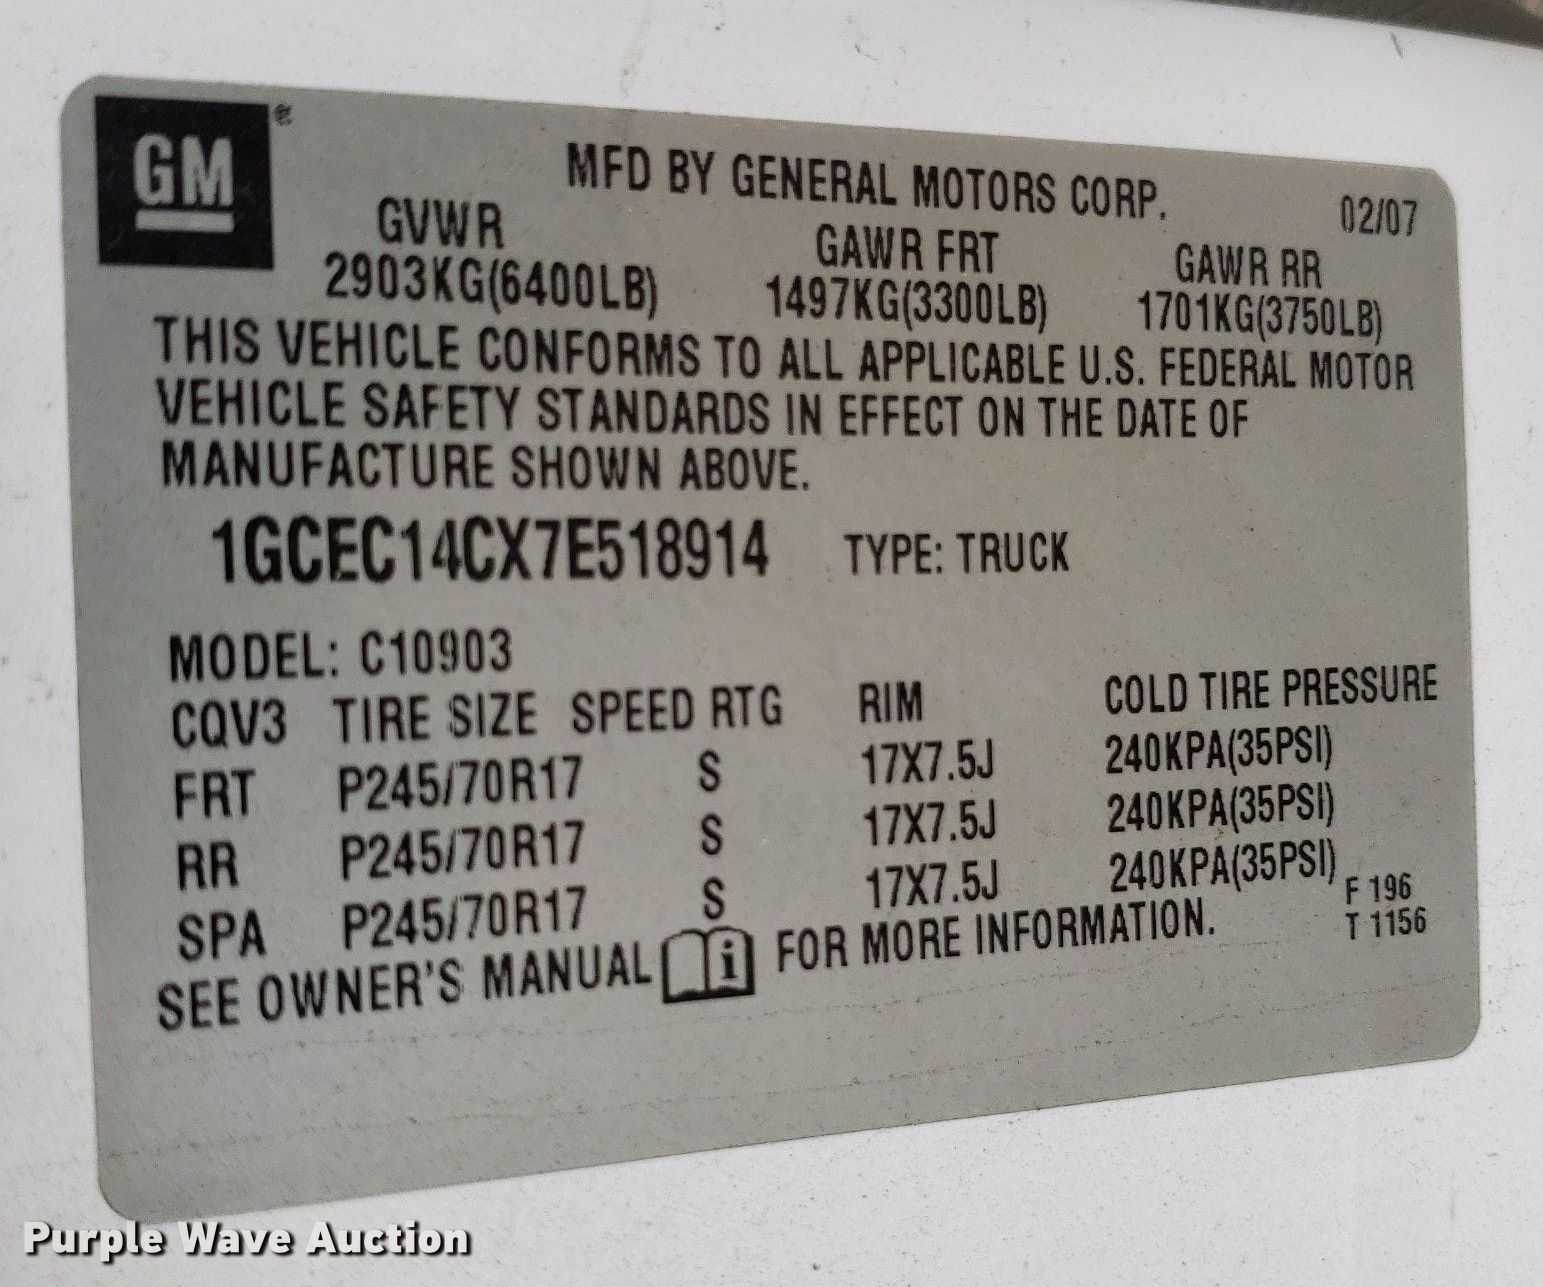 GM®
MFD BY GENERAL MOTORS CORP.
02/07
GVWR GAWR FRT GAWR RR
2903KG(6400LB) 1497KG(3300LB) 1701KG(3750LB)
THIS VEHICLE CONFORMS TO ALL APPLICABLE U.S. FEDERAL MOTOR
VEHICLE SAFETY STANDARDS IN EFFECT ON THE DATE OF
MANUFACTURE SHOWN ABOVE.
1GCEC14CX7E518914 TYPE: TRUCK
MODEL: C10903
CQV3 TIRE SIZE SPEED RTG RIM COLD TIRE PRESSURE
FRT P245/70R17 S 17X7.5J 240KPA(35PSI)
RR P245/70R17 S 17X7.5J 240KPA(35PSI)
SPA P245/70R17 S 17X7.5J 240KPA(35PSI)
SEE OWNER'S MANUAL i FOR MORE INFORMATION.
F 196
T 1156
Purple Wave Auction